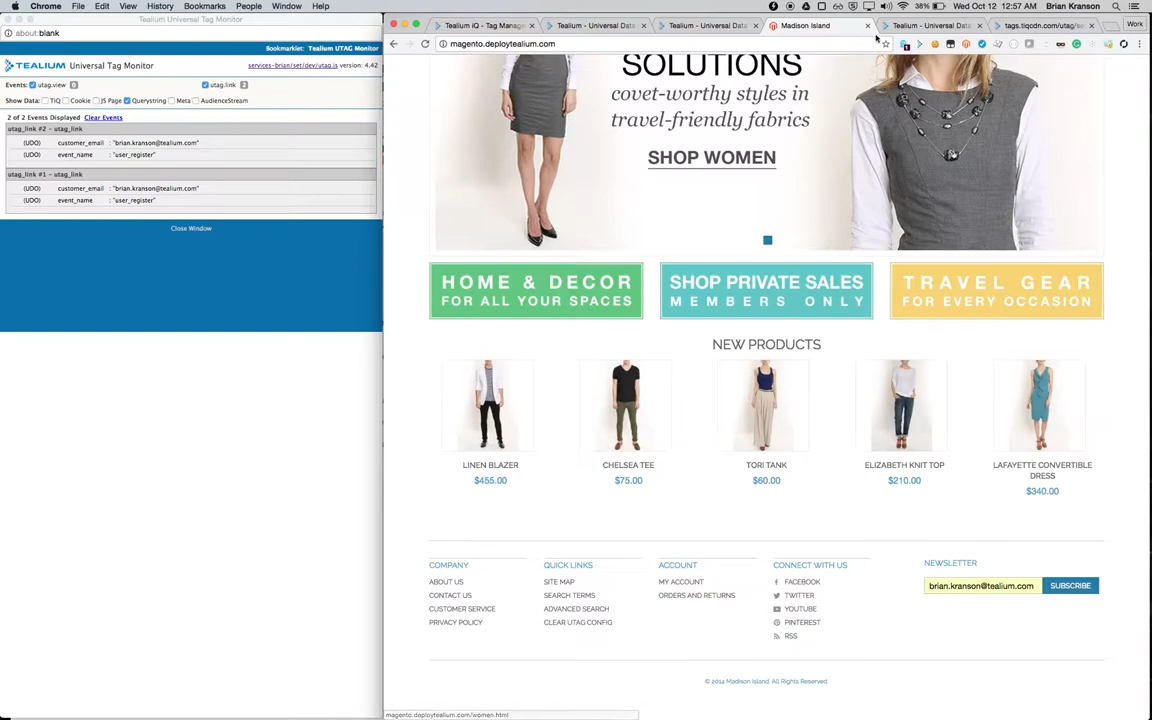 Chrome File Edit View History Bookmarks People Window Help
38% Wed Oct 12 12:57 AM Brian Kranson
Tealium Universal Tag Monitor
about:blank
Bookmarklet: Tealium UTAG Monitor
TEALIUM Universal Tag Monitor
services-brian/set/dev/utag.js version: 4.42
Events: utag.view 0 utag.link 2
Show Data: TiQ Cookie JS Page Querystring Meta AudienceStream
2 of 2 Events Displayed Clear Events
utag_link #2 - utag_link
(UDO) customer_email : "brian.kranson@tealium.com"
(UDO) event_name : "user_register"
utag_link #1 - utag_link
(UDO) customer_email : "brian.kranson@tealium.com"
(UDO) event_name : "user_register"
Close Window
Tealium iQ - Tag Manage
Tealium - Universal Data
Tealium - Universal Data
Madison Island
Tealium - Universal Data
tags.tiqcdn.com/utag/se
Work
magento.deploytealium.com
SOLUTIONS
covet-worthy styles in
travel-friendly fabrics
SHOP WOMEN
HOME & DECOR
FOR ALL YOUR SPACES
SHOP PRIVATE SALES
MEMBERS ONLY
TRAVEL GEAR
FOR EVERY OCCASION
NEW PRODUCTS
LINEN BLAZER
$455.00
CHELSEA TEE
$75.00
TORI TANK
$60.00
ELIZABETH KNIT TOP
$210.00
LAFAYETTE CONVERTIBLE
DRESS
$340.00
COMPANY
ABOUT US
CONTACT US
CUSTOMER SERVICE
PRIVACY POLICY
QUICK LINKS
SITE MAP
SEARCH TERMS
ADVANCED SEARCH
CLEAR UTAG CONFIG
ACCOUNT
MY ACCOUNT
ORDERS AND RETURNS
CONNECT WITH US
FACEBOOK
TWITTER
YOUTUBE
PINTEREST
RSS
NEWSLETTER
brian.kranson@tealium.com SUBSCRIBE
© 2014 Madison Island. All Rights Reserved.
magento.deploytealium.com/women.html